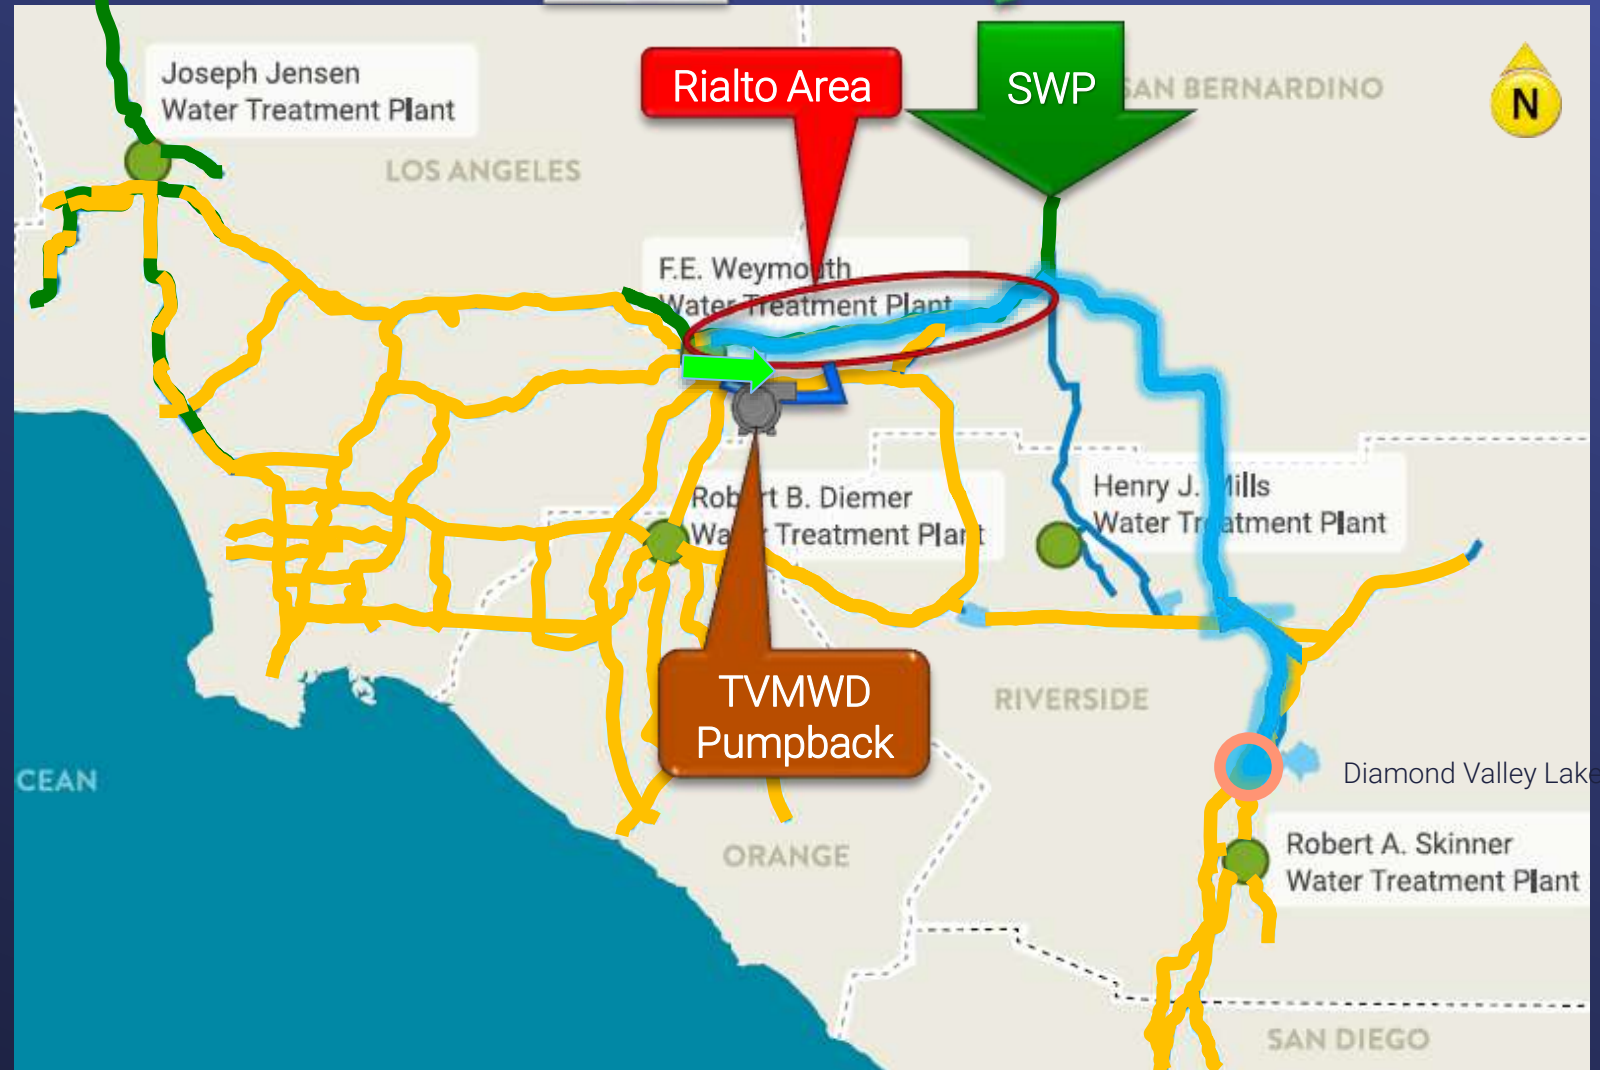 Joseph Jensen
Water Treatment Plant
LOS ANGELES
Rialto Area
SWP
SAN BERNARDINO
N
F.E. Weymouth
Water Treatment Plant
Robert B. Diemer
Water Treatment Plant
Henry J. Mills
Water Treatment Plant
TVMWD
Pumpback
RIVERSIDE
CEAN
Diamond Valley Lake
ORANGE
Robert A. Skinner
Water Treatment Plant
SAN DIEGO